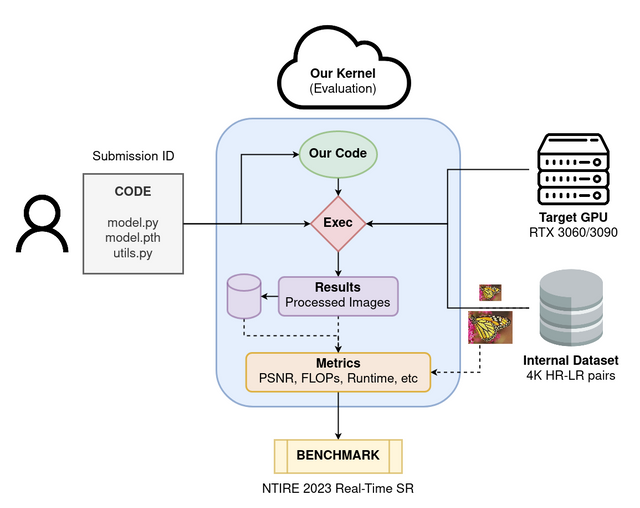 Our Kernel
(Evaluation)
Submission ID
CODE
model.py
model.pth
utils.py
Our Code
Exec
Target GPU
RTX 3060/3090
Results
Processed Images
Internal Dataset
4K HR-LR pairs
Metrics
PSNR, FLOPs, Runtime, etc
BENCHMARK
NTIRE 2023 Real-Time SR